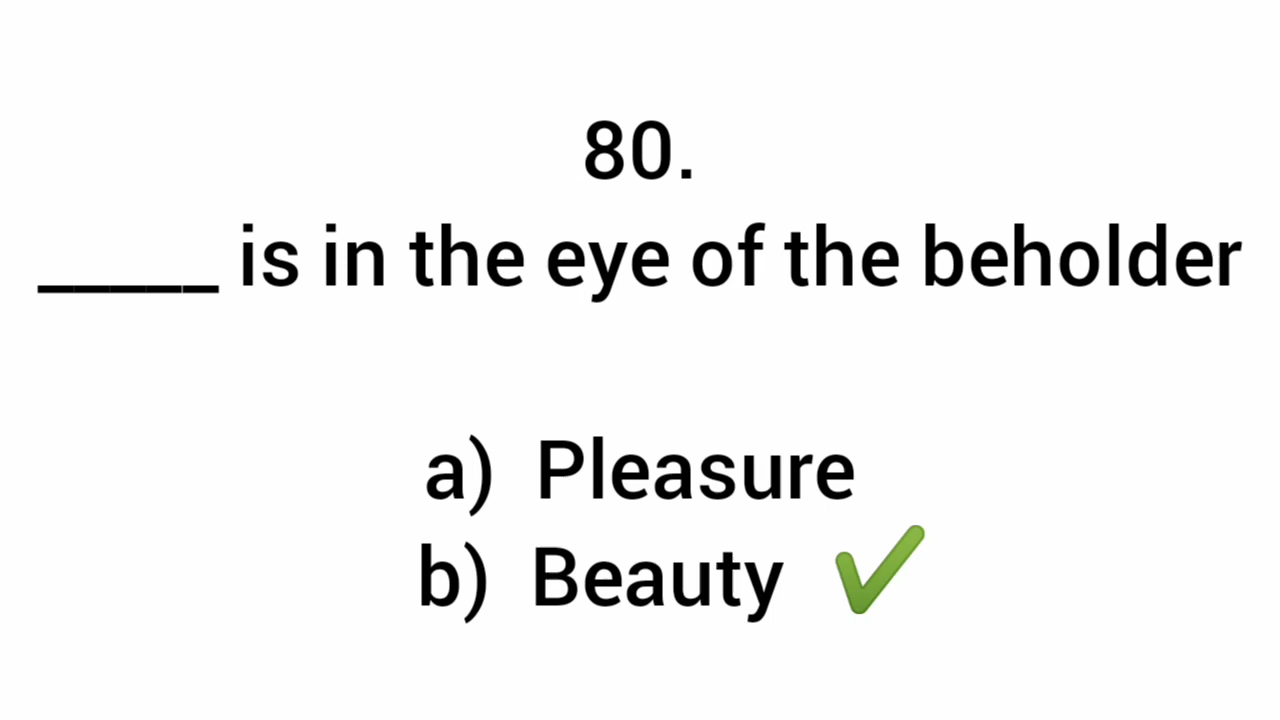 80.
_____ is in the eye of the beholder
a) Pleasure
b) Beauty ✔